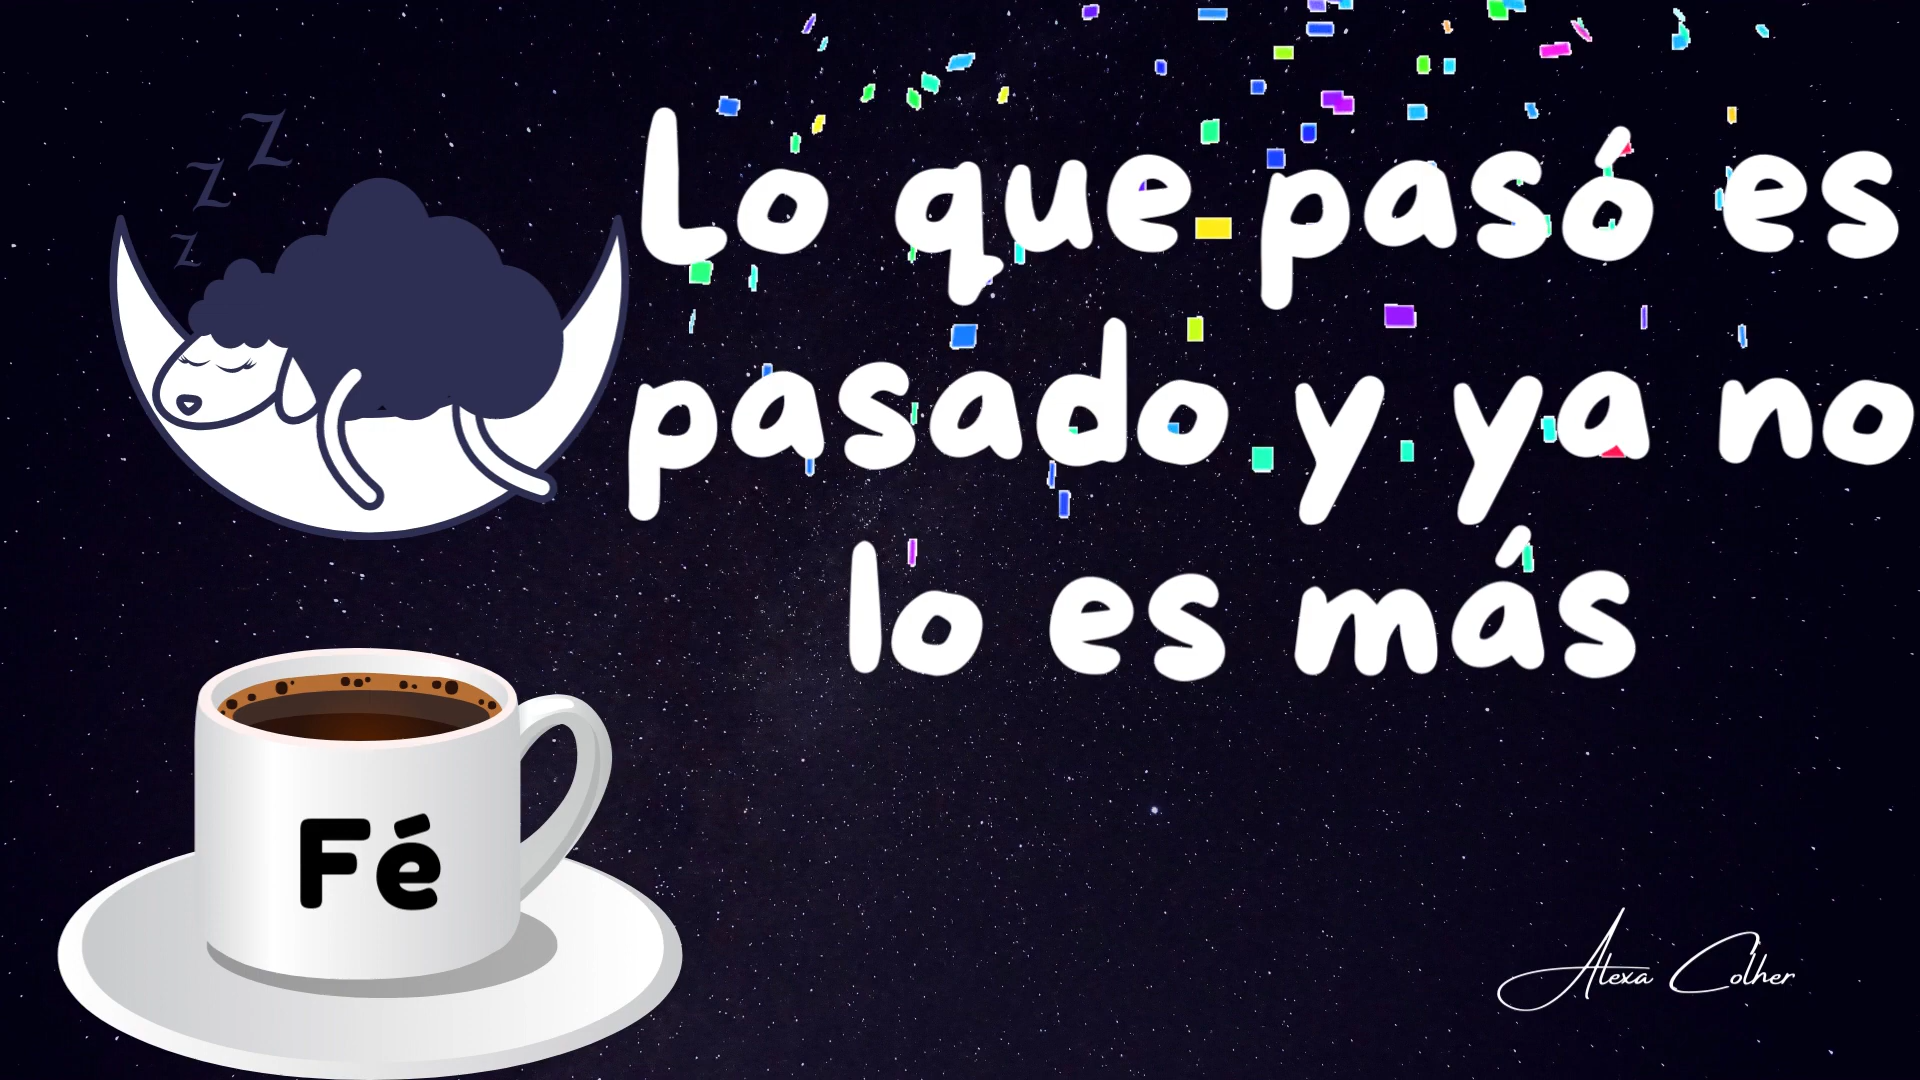 z
z
z
Lo que pasó es
pasado y ya no
lo es más
Fé
Alexa Colher